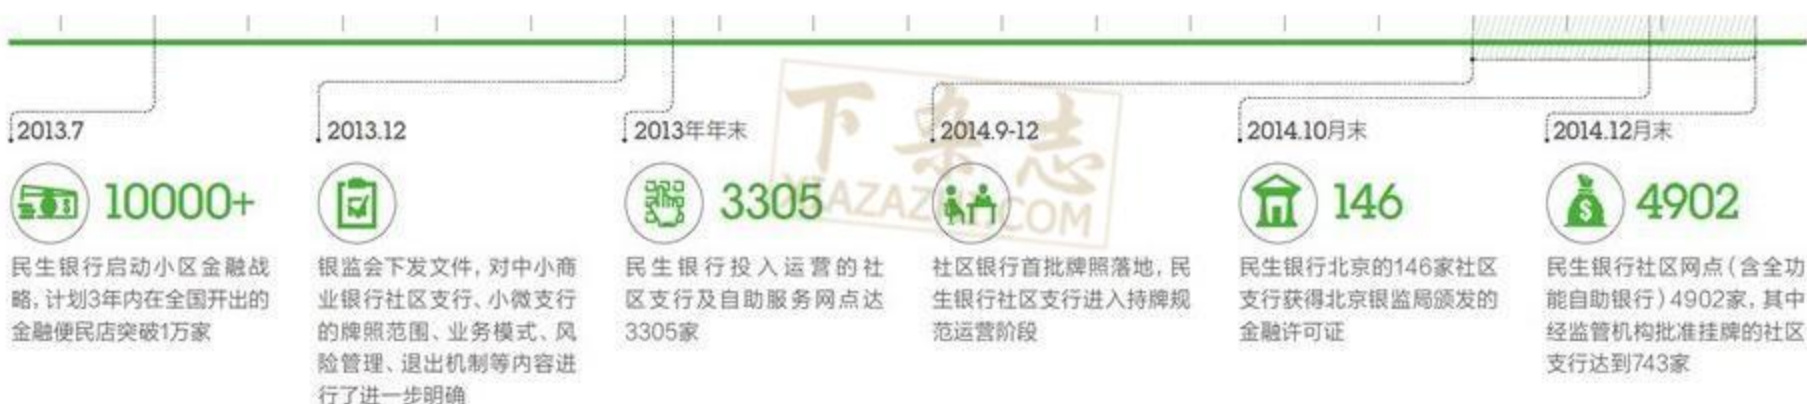 2013.7
10000+
民生银行启动小区金融战
略,计划3年内在全国开出的
金融便民店突破1万家
2013.12
银监会下发文件,对中小商
业银行社区支行、小微支行
的牌照范围、业务模式、风
险管理、退出机制等内容进
行了进一步明确
2013年年末
3305
民生银行投入运营的社
区支行及自助服务网点达
3305家
2014.9-12
社区银行首批牌照落地,民
生银行社区支行进入持牌规
范运营阶段
2014.10月末
146
民生银行北京的146家社区
支行获得北京银监局颁发的
金融许可证
2014.12月末
4902
民生银行社区网点(含全功
能自助银行)4902家,其中
经监管机构批准挂牌的社区
支行达到743家
下杂志
XIAZAZHI.COM